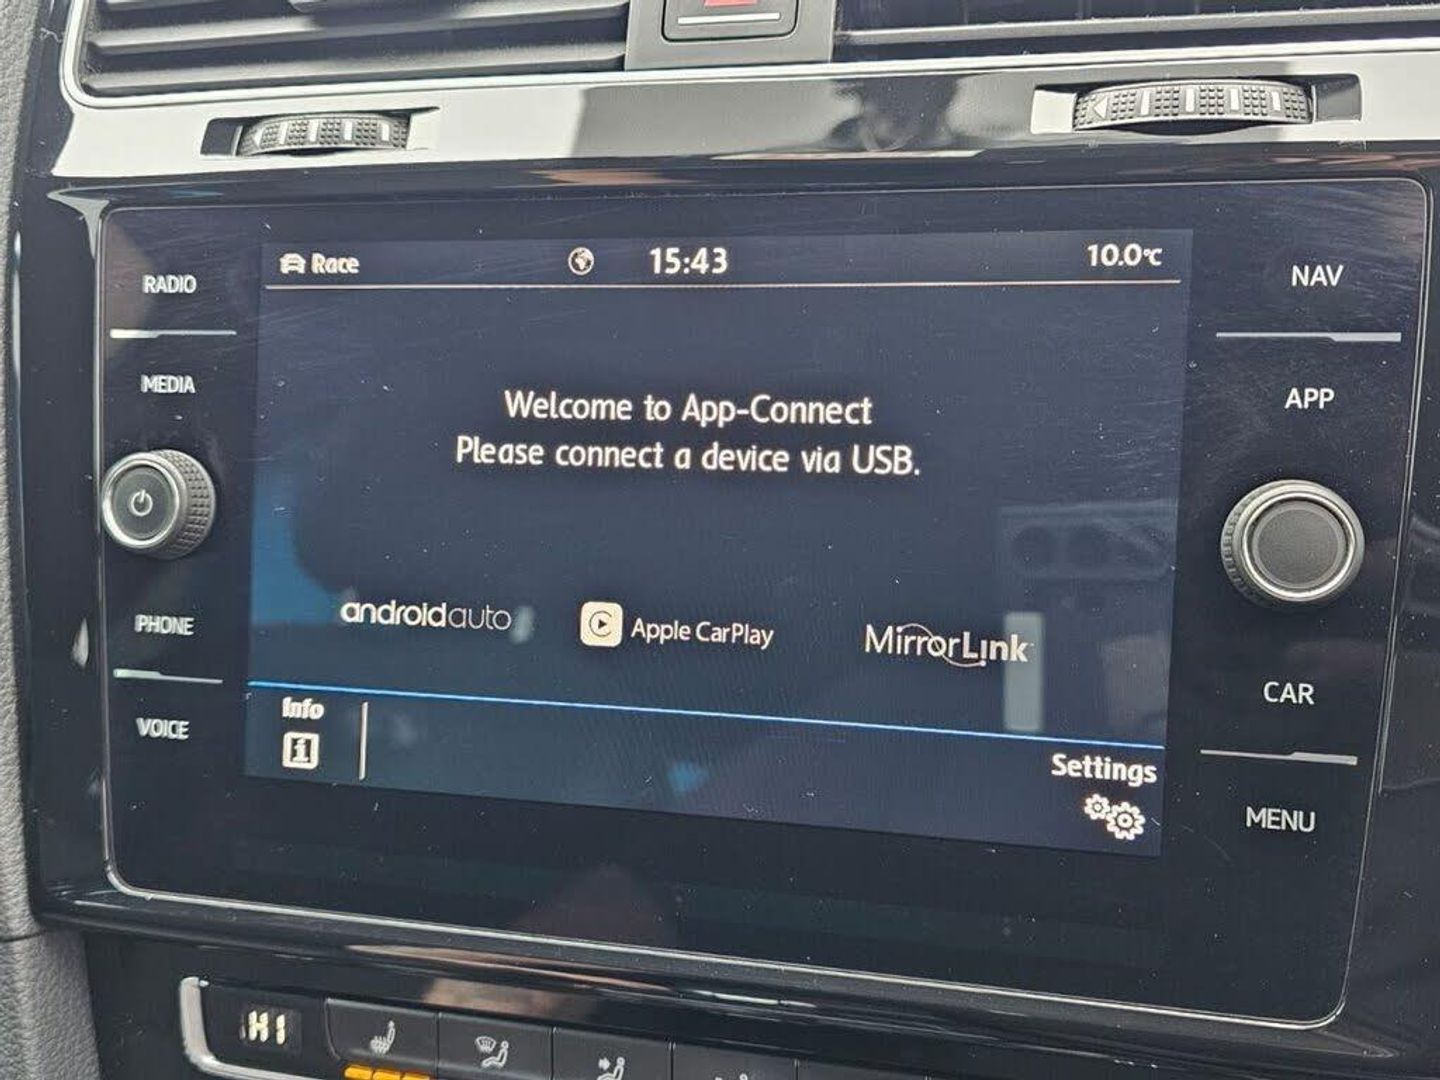 Race 15:43 10.0°C
RADIO
MEDIA
PHONE
VOICE
Welcome to App-Connect
Please connect a device via USB.
androidauto
Apple CarPlay
MirrorLink
Info
Settings
NAV
APP
CAR
MENU
HI